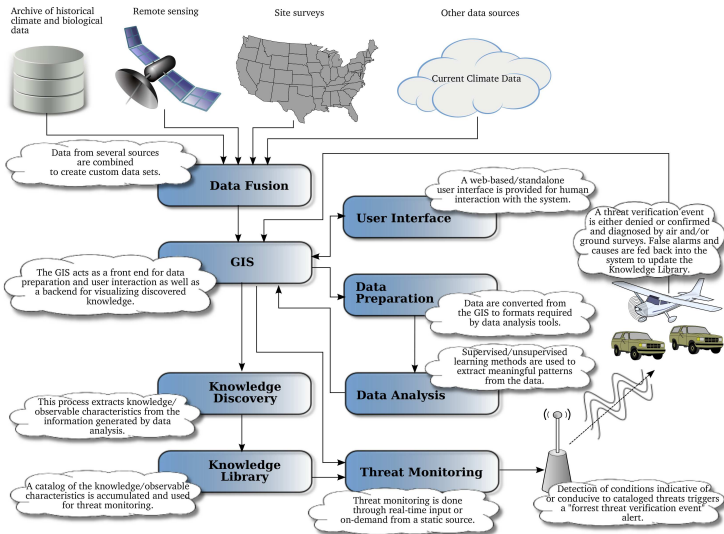 Archive of historical
climate and biological
data
Remote sensing
Site surveys
Other data sources
Current Climate Data
Data from several sources
are combined
to create custom data sets.
Data Fusion
A web-based/standalone
user interface is provided for human
interaction with the system.
User Interface
A threat verification event
is either denied or confirmed
and diagnosed by air and/or
ground surveys. False alarms and
causes are fed back into the
system to update the
Knowledge Library.
GIS
The GIS acts as a front end for data
preparation and user interaction as well as
a backend for visualizing discovered
knowledge.
Data
Preparation
Data are converted from
the GIS to formats required
by data analysis tools.
Supervised/unsupervised
learning methods are used to
extract meaningful patterns
from the data.
Knowledge
Discovery
Data Analysis
This process extracts knowledge/
observable characteristics from the
information generated by data
analysis.
Knowledge
Library
Threat Monitoring
A catalog of the knowledge/observable
characteristics is accumulated and used
for threat monitoring.
Threat monitoring is done
through real-time input or
on-demand from a static source.
Detection of conditions indicative of
or conducive to cataloged threats triggers
a "forrest threat verification event"
alert.